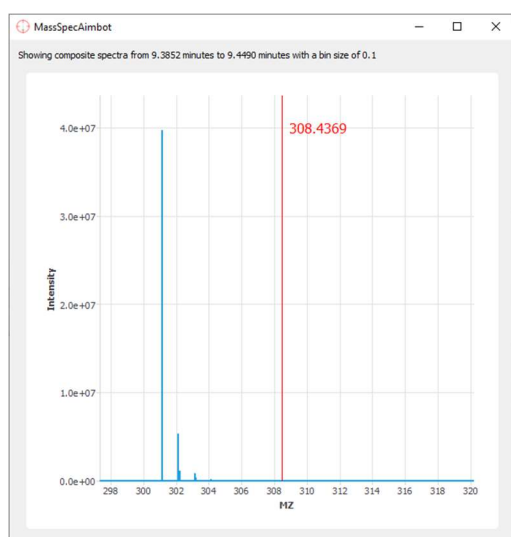 MassSpecAimbot
Showing composite spectra from 9.3852 minutes to 9.4490 minutes with a bin size of 0.1
308.4369
4.0e+07
3.0e+07
2.0e+07
1.0e+07
0.0e+00
Intensity
298 300 302 304 306 308 310 312 314 316 318 320
MZ